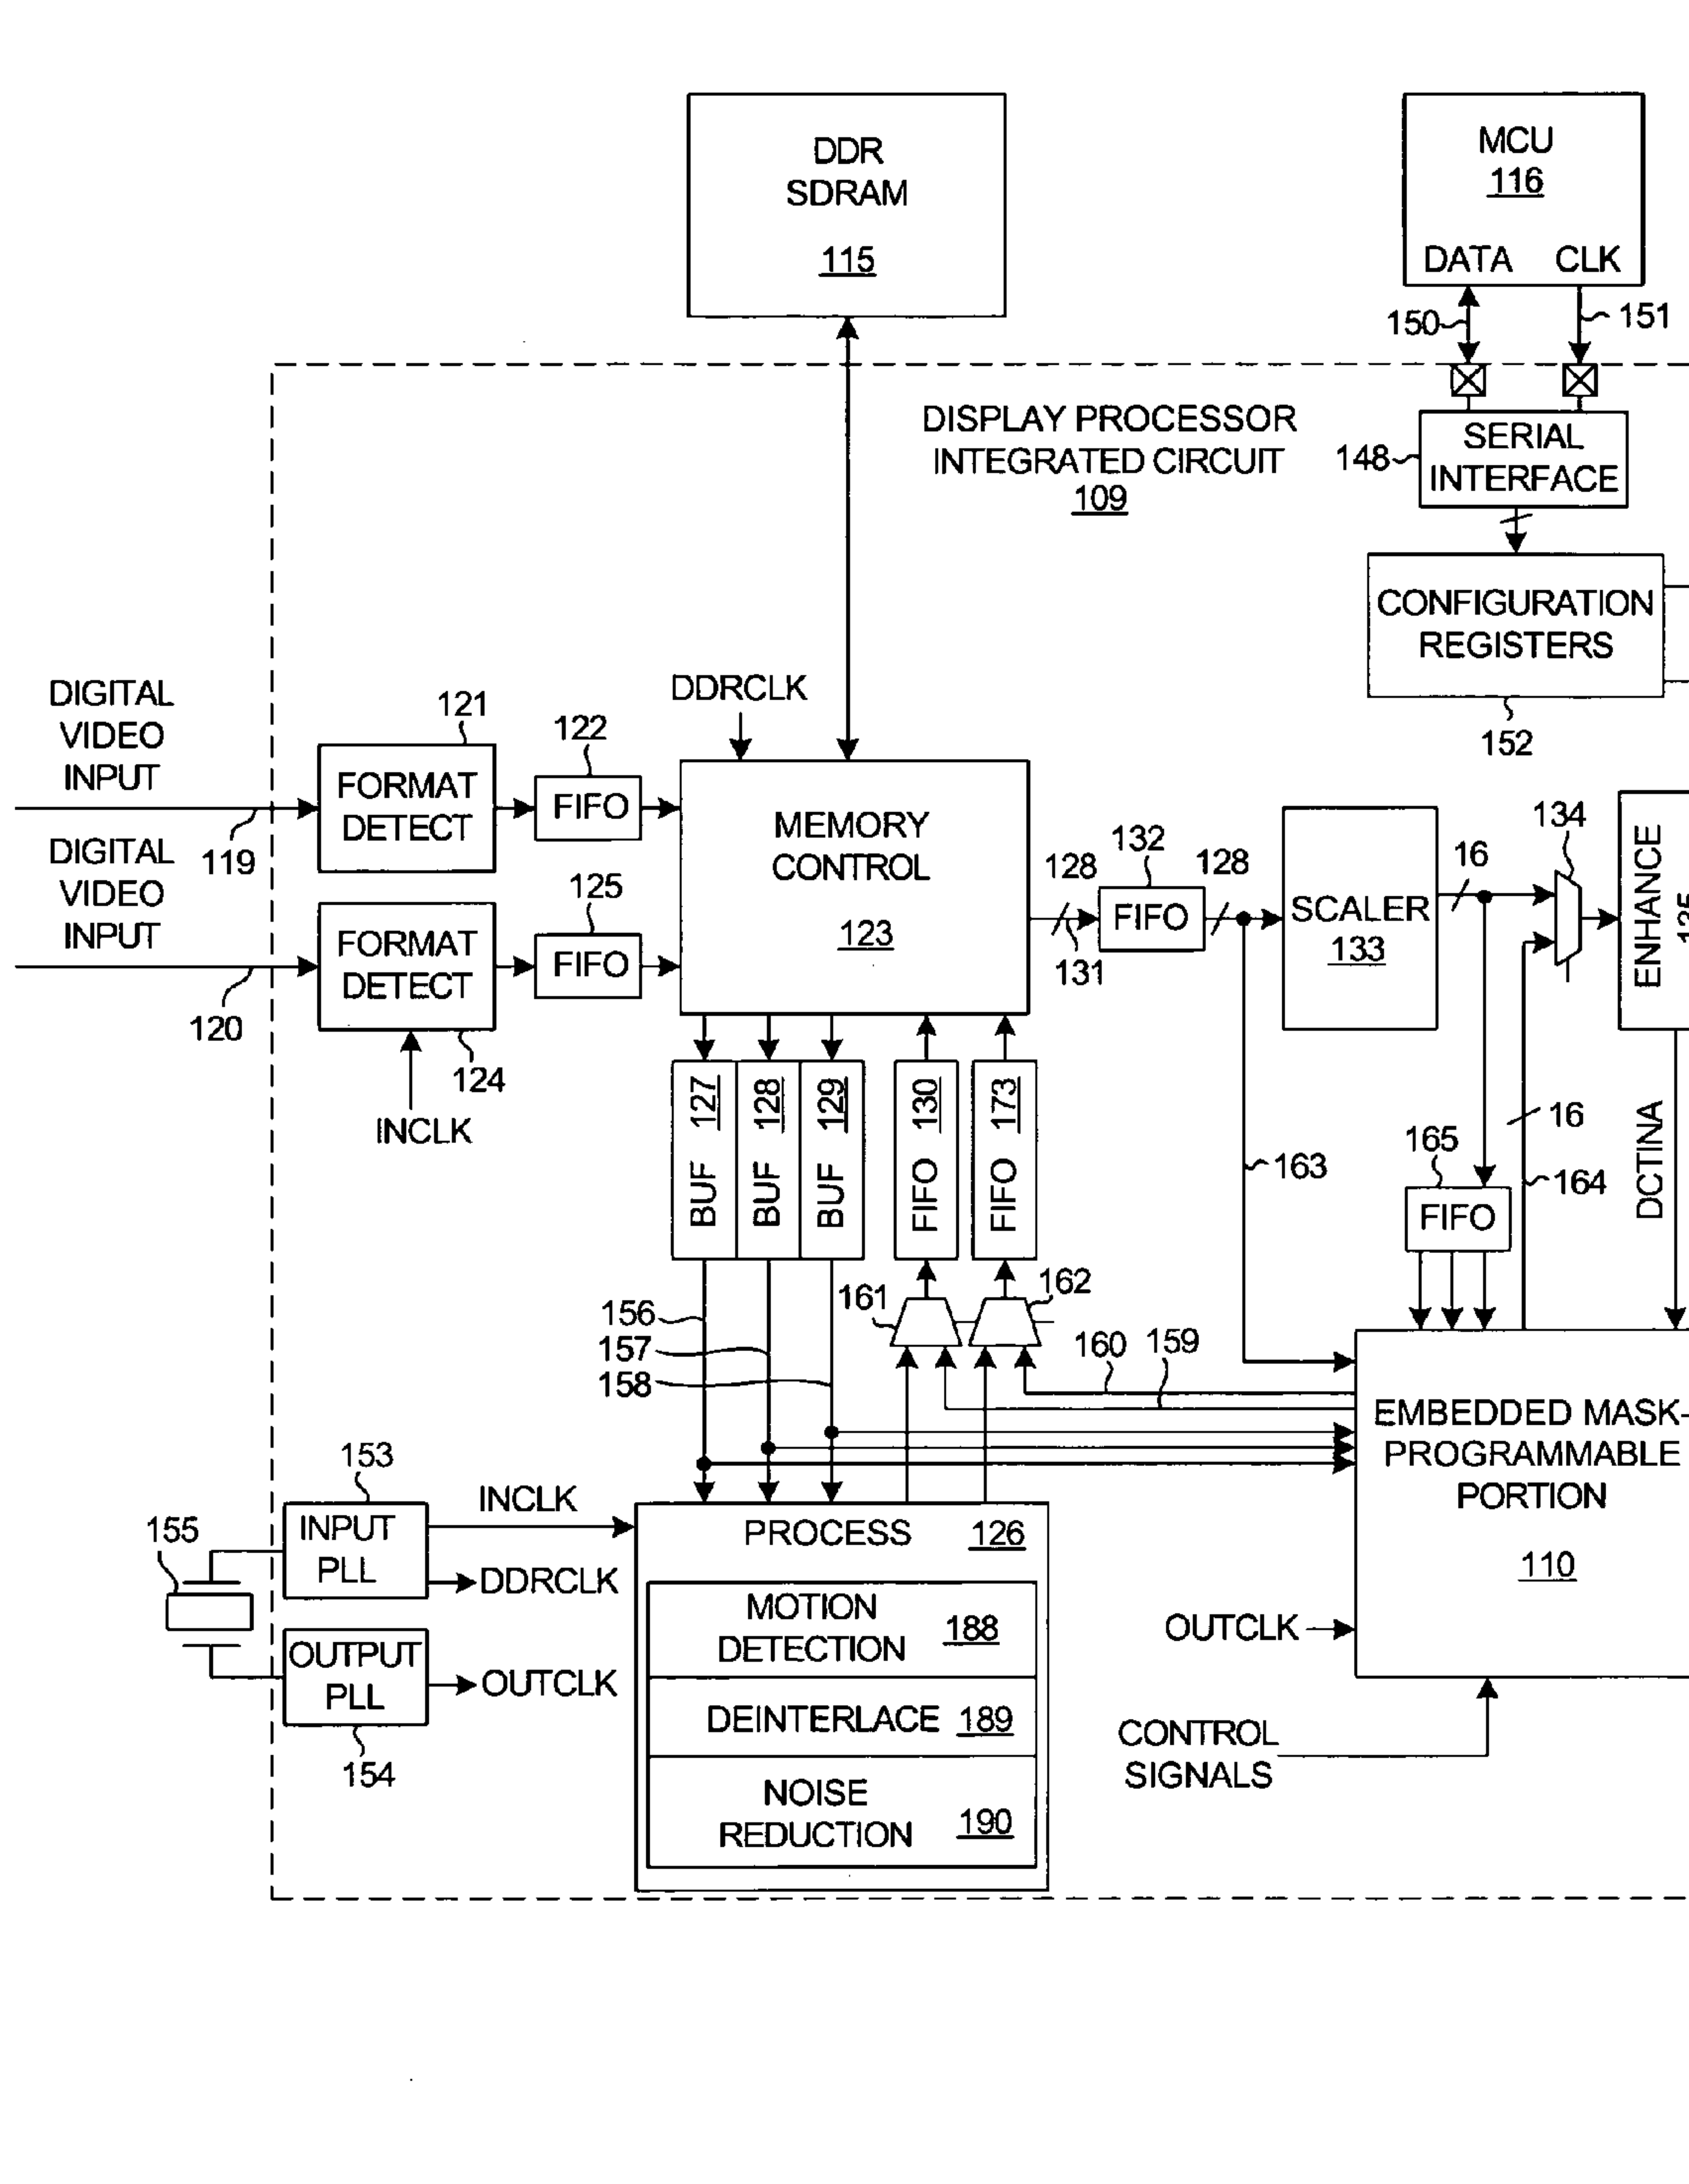 DDR
SDRAM
115
MCU
116
DATA CLK
150
151
DISPLAY PROCESSOR
INTEGRATED CIRCUIT
109
148
SERIAL
INTERFACE
CONFIGURATION
REGISTERS
152
DIGITAL
VIDEO
INPUT
119
121
FORMAT
DETECT
122
FIFO
DDRCLK
MEMORY
CONTROL
123
DIGITAL
VIDEO
INPUT
120
FORMAT
DETECT
124
INCLK
125
FIFO
128
131
132
FIFO
128
SCALER
133
16
134
ENHANCE
BUF 127
BUF 128
BUF 129
FIFO 130
FIFO 173
163
165
FIFO
16
164
DCTINA
156
157
158
161
162
160
159
EMBEDDED MASK-
PROGRAMMABLE
PORTION
110
OUTCLK
CONTROL
SIGNALS
153
INPUT
PLL
INCLK
DDRCLK
155
OUTPUT
PLL
OUTCLK
154
PROCESS 126
MOTION
DETECTION 188
DEINTERLACE 189
NOISE
REDUCTION 190